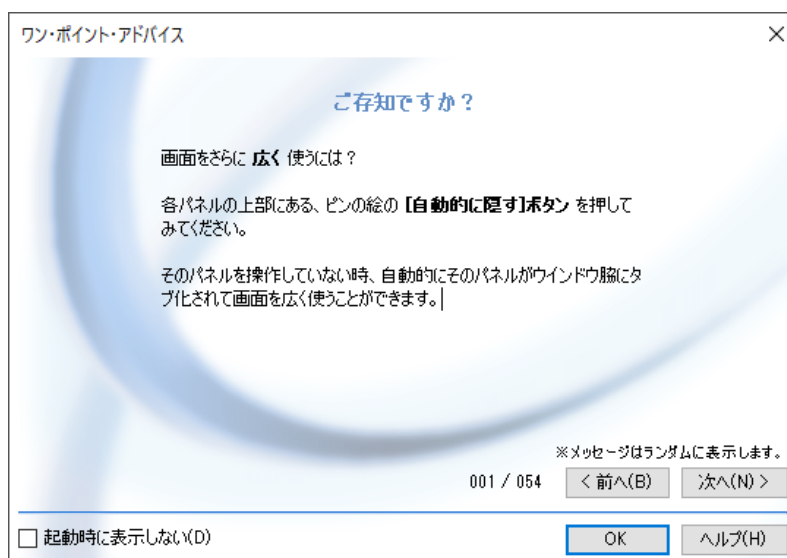 ワン・ポイント・アドバイス
ご存知ですか？
画面をさらに 広く 使うには？
各パネルの上部にある、ピンの絵の [自動的に隠す]ボタン を押して
みてください。
そのパネルを操作していない時、自動的にそのパネルがウインドウ脇にタ
ブ化されて画面を広く使うことができます。
※メッセージはランダムに表示します。
001 / 054 < 前へ(B) 次へ(N) >
起動時に表示しない(D) OK ヘルプ(H)